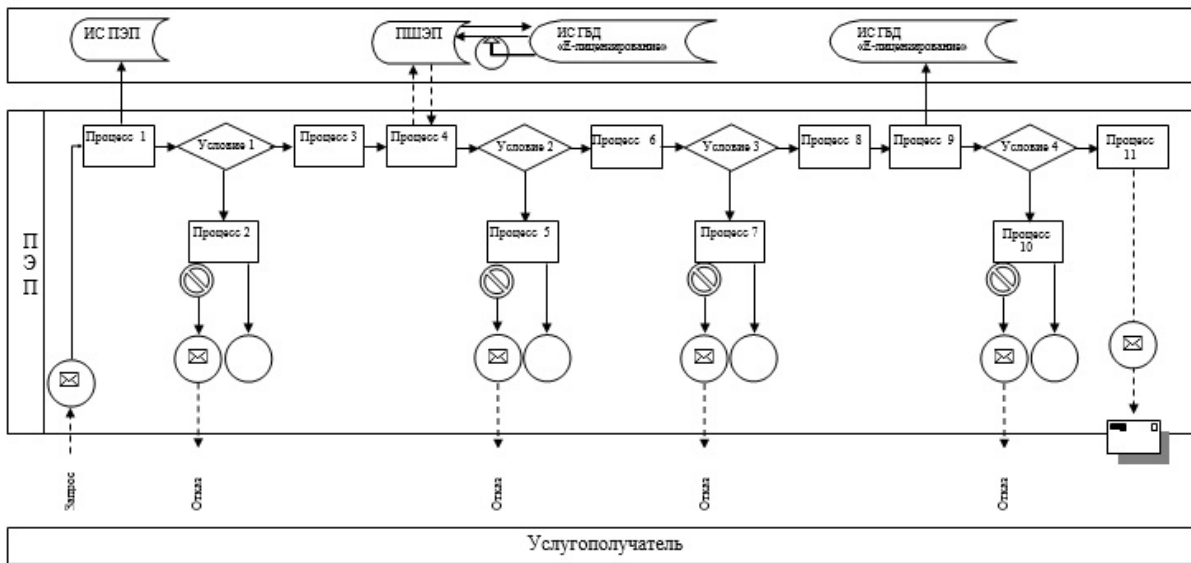 ИС ПЭП
ПШЭП
ИС ГБД
«Е-лицензирование»
ИС ГБД
«Е-лицензирование»
Процесс 1
Условие 1
Процесс 3
Процесс 4
Условие 2
Процесс 6
Условие 3
Процесс 8
Процесс 9
Условие 4
Процесс
11
Процесс 2
Процесс 5
Процесс 7
Процесс
10
П
Э
П
Запрос
Отказ
Отказ
Отказ
Отказ
Услугополучатель